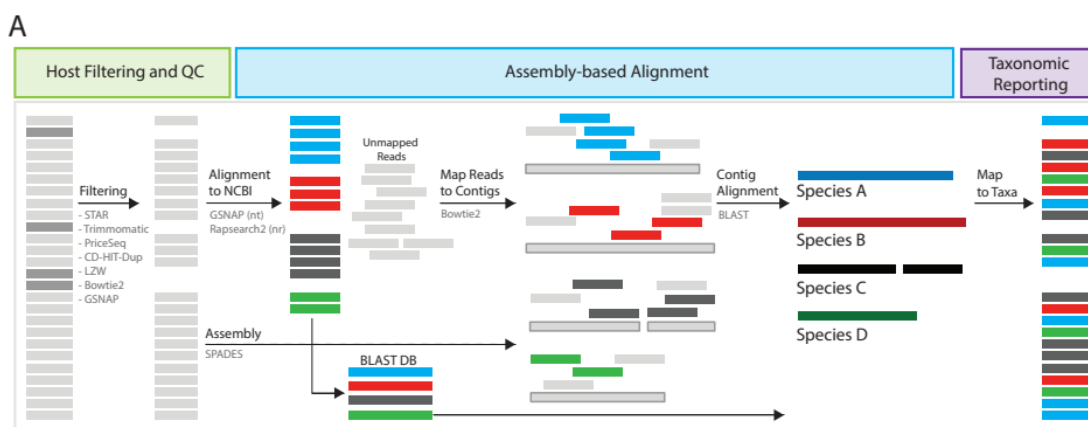 A
Host Filtering and QC
Assembly-based Alignment
Taxonomic
Reporting
Filtering
- STAR
- Trimmomatic
- PriceSeq
- CD-HIT-Dup
- LZW
- Bowtie2
- GSNAP
Alignment
to NCBI
GSNAP (nt)
Rapsearch2 (nr)
Unmapped
Reads
Map Reads
to Contigs
Bowtie2
Contig
Alignment
BLAST
Species A
Species B
Species C
Species D
Map
to Taxa
Assembly
SPADES
BLAST DB